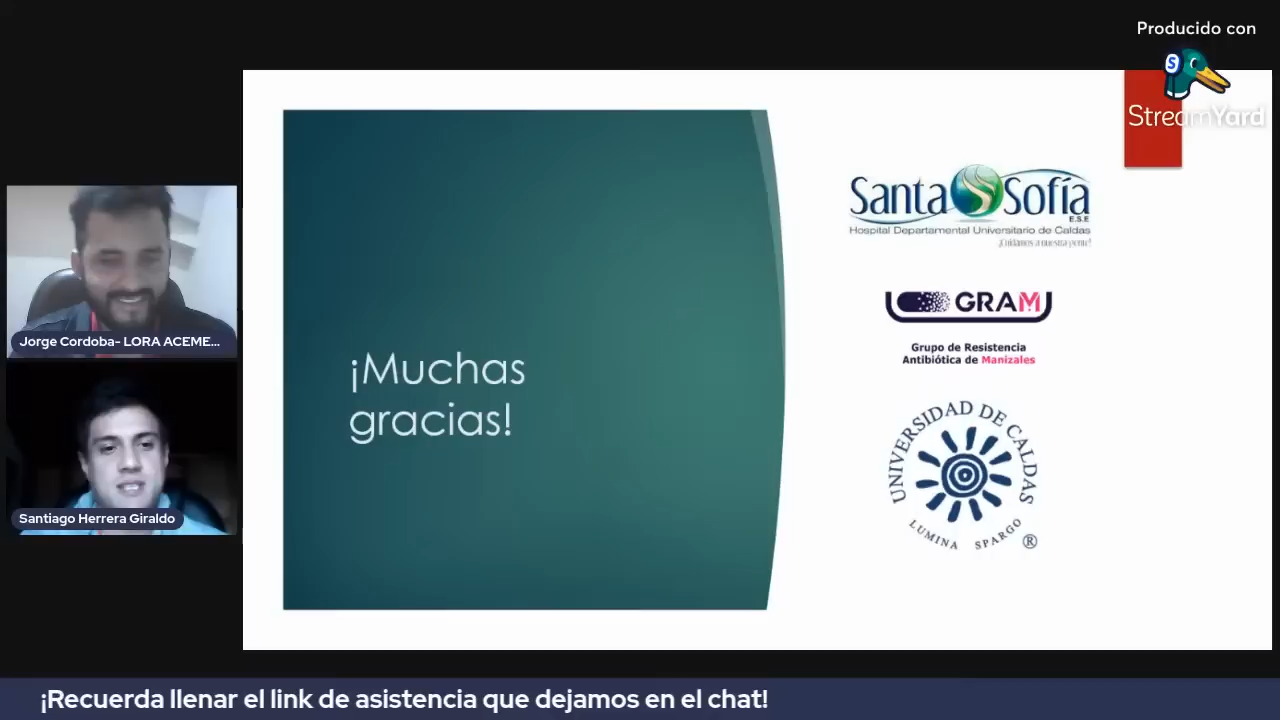 Producido con
StreamYard
Santa Sofía
E.S.E
Hospital Departamental Universitario de Caldas
¡Cuidamos a nuestra gente!
GRAM
Grupo de Resistencia
Antibiótica de Manizales
¡Muchas
gracias!
UNIVERSIDAD DE CALDAS
LUMINA SPARGO
®
Jorge Cordoba- LORA ACEME...
Santiago Herrera Giraldo
¡Recuerda llenar el link de asistencia que dejamos en el chat!